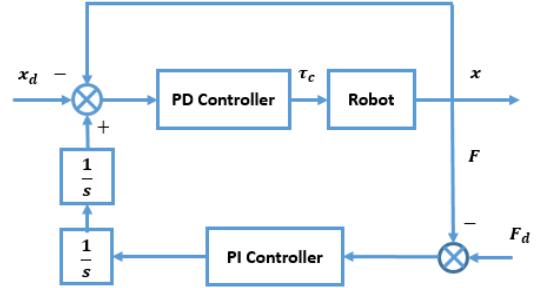 x_d −
τ_c
x
PD Controller
Robot
+
1/s
F
1/s
PI Controller
−
F_d